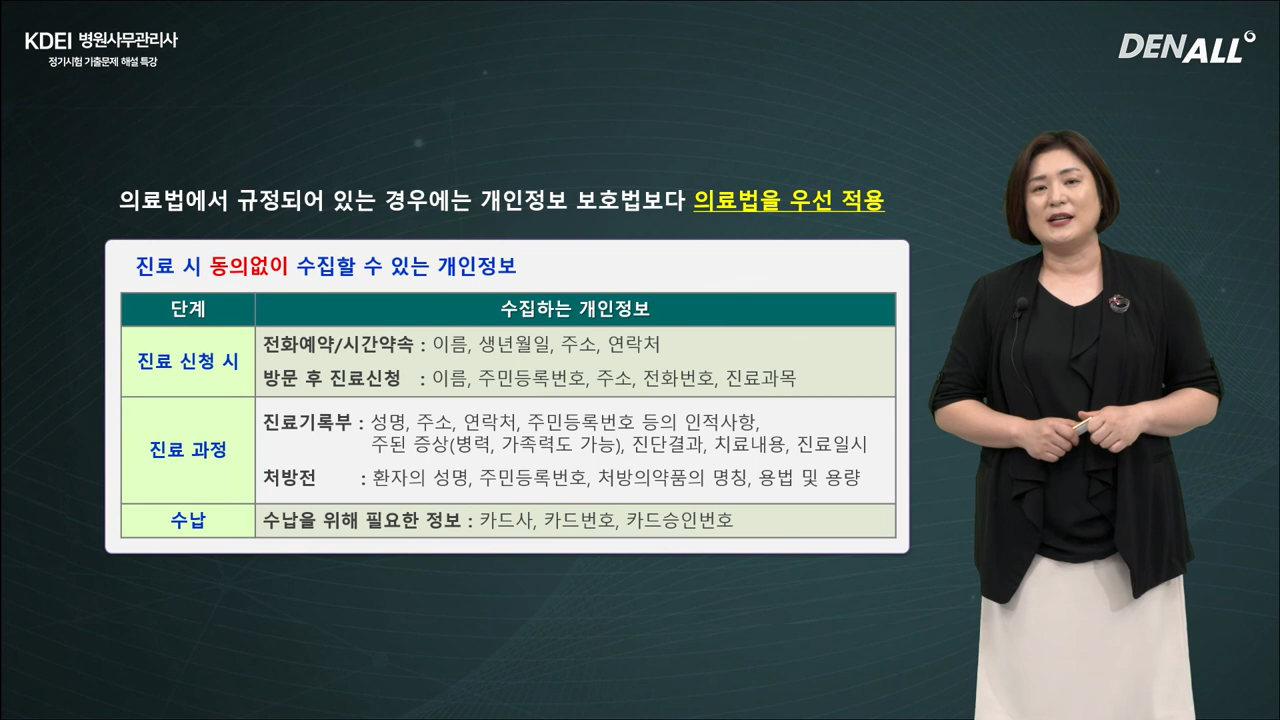 KDEI 병원사무관리사
정기시험 기출문제 해설 특강
DENALL
의료법에서 규정되어 있는 경우에는 개인정보 보호법보다 의료법을 우선 적용
진료 시 동의없이 수집할 수 있는 개인정보
단계 수집하는 개인정보
진료 신청 시
전화예약/시간약속 : 이름, 생년월일, 주소, 연락처
방문 후 진료신청 : 이름, 주민등록번호, 주소, 전화번호, 진료과목
진료 과정
진료기록부 : 성명, 주소, 연락처, 주민등록번호 등의 인적사항,
주된 증상(병력, 가족력도 가능), 진단결과, 치료내용, 진료일시
처방전 : 환자의 성명, 주민등록번호, 처방의약품의 명칭, 용법 및 용량
수납 수납을 위해 필요한 정보 : 카드사, 카드번호, 카드승인번호